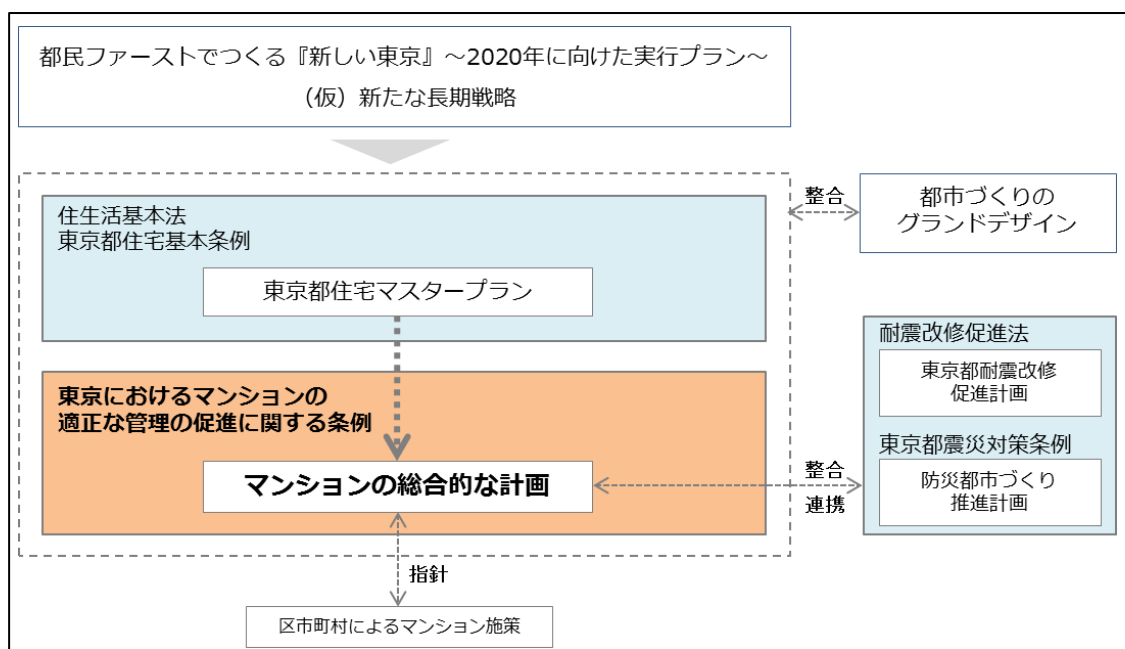 都民ファーストでつくる『新しい東京』～2020年に向けた実行プラン～
（仮）新たな長期戦略
住生活基本法
東京都住宅基本条例
東京都住宅マスタープラン
東京におけるマンションの
適正な管理の促進に関する条例
マンションの総合的な計画
整合
都市づくりの
グランドデザイン
耐震改修促進法
東京都耐震改修
促進計画
東京都震災対策条例
防災都市づくり
推進計画
整合
連携
指針
区市町村によるマンション施策